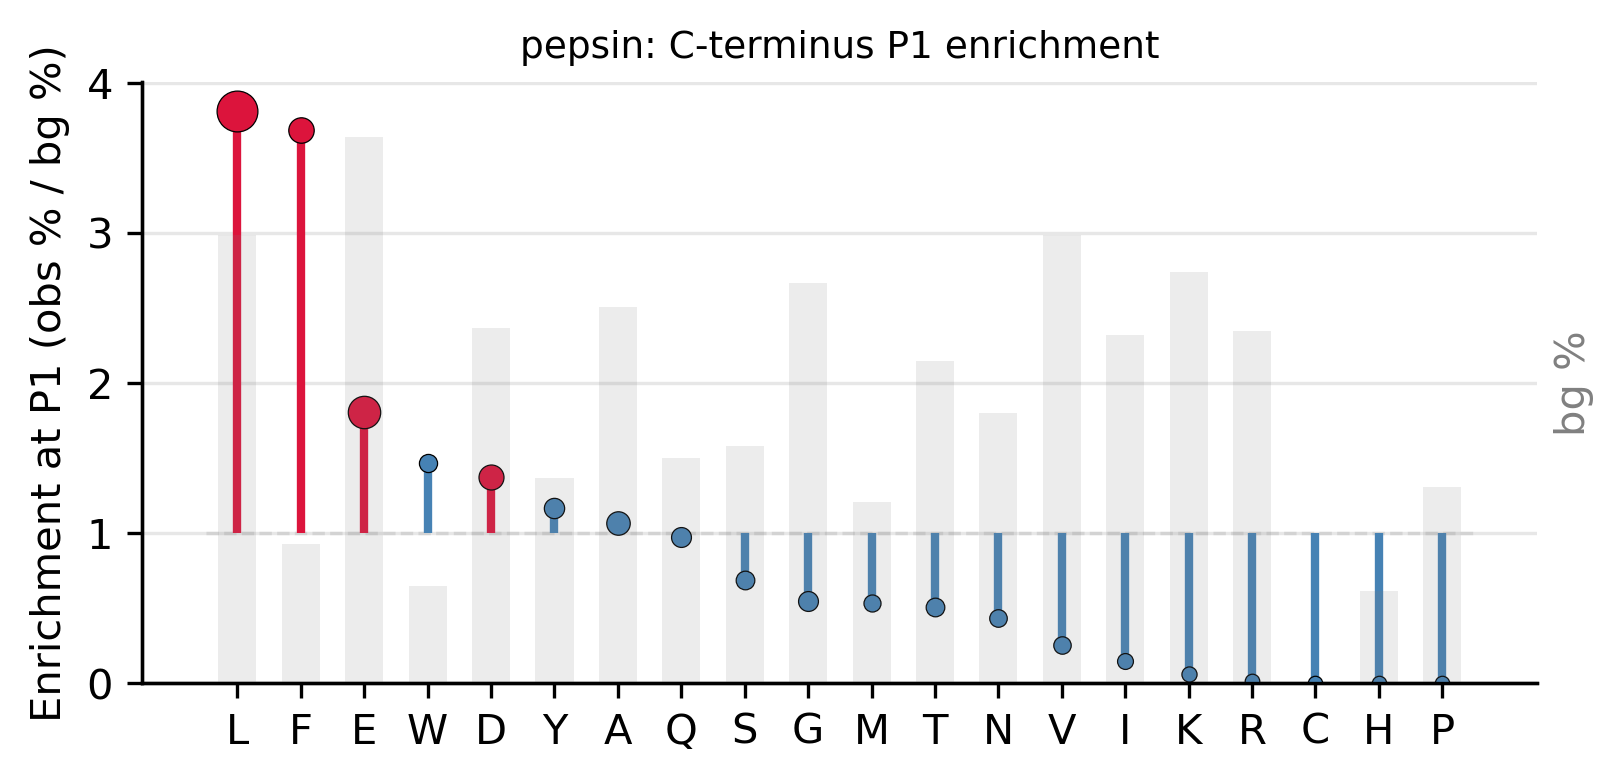 pepsin: C-terminus P1 enrichment
Enrichment at P1 (obs % / bg %)
4
3
2
1
0
bg %
L F E W D Y A Q S G M T N V I K R C H P